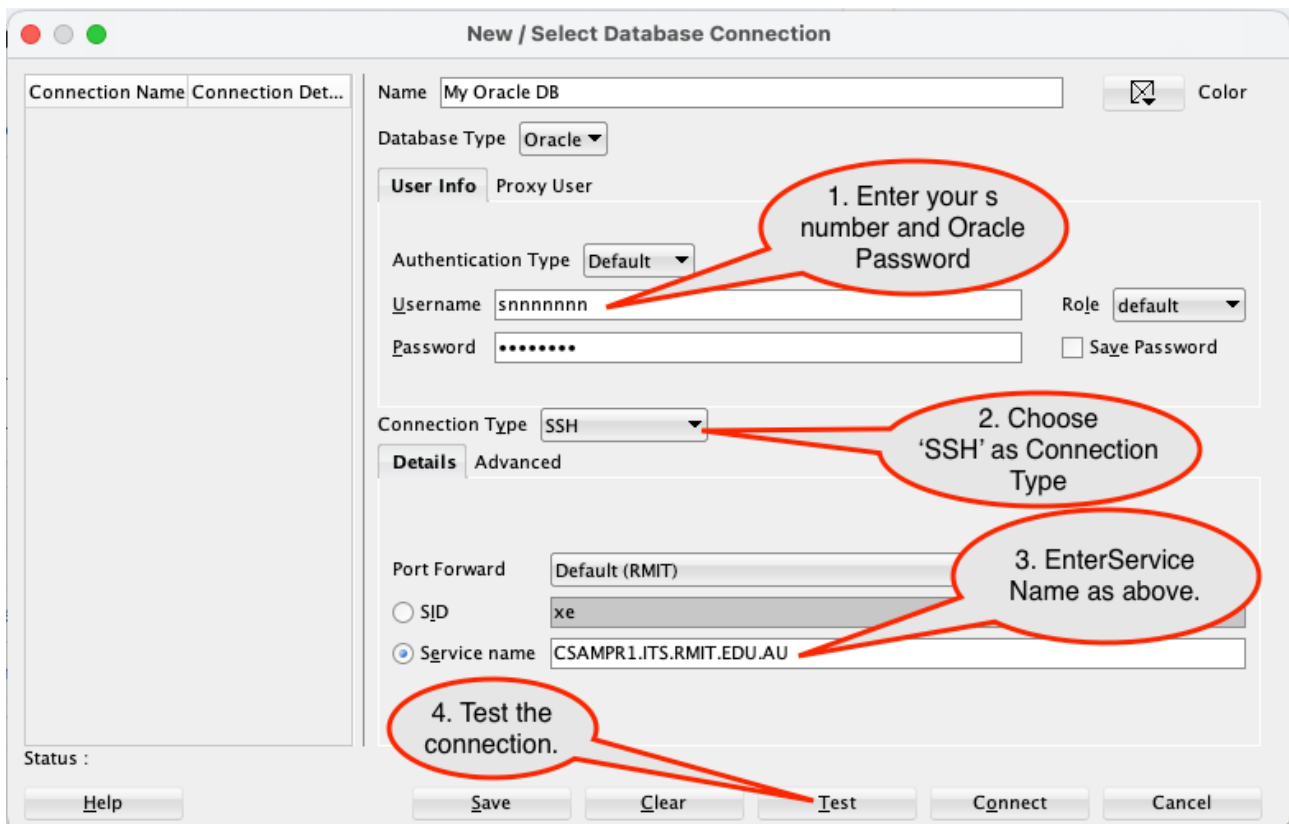 New / Select Database Connection
Connection Name Connection Det...
Name My Oracle DB Color
Database Type Oracle
User Info Proxy User
1. Enter your s
number and Oracle
Password
Authentication Type Default
Username snnnnnnn Role default
Password •••••••• Save Password
Connection Type SSH
2. Choose
‘SSH’ as Connection
Type
Details Advanced
Port Forward Default (RMIT)
3. EnterService
Name as above.
SID xe
Service name CSAMPR1.ITS.RMIT.EDU.AU
4. Test the
connection.
Status :
Help Save Clear Test Connect Cancel